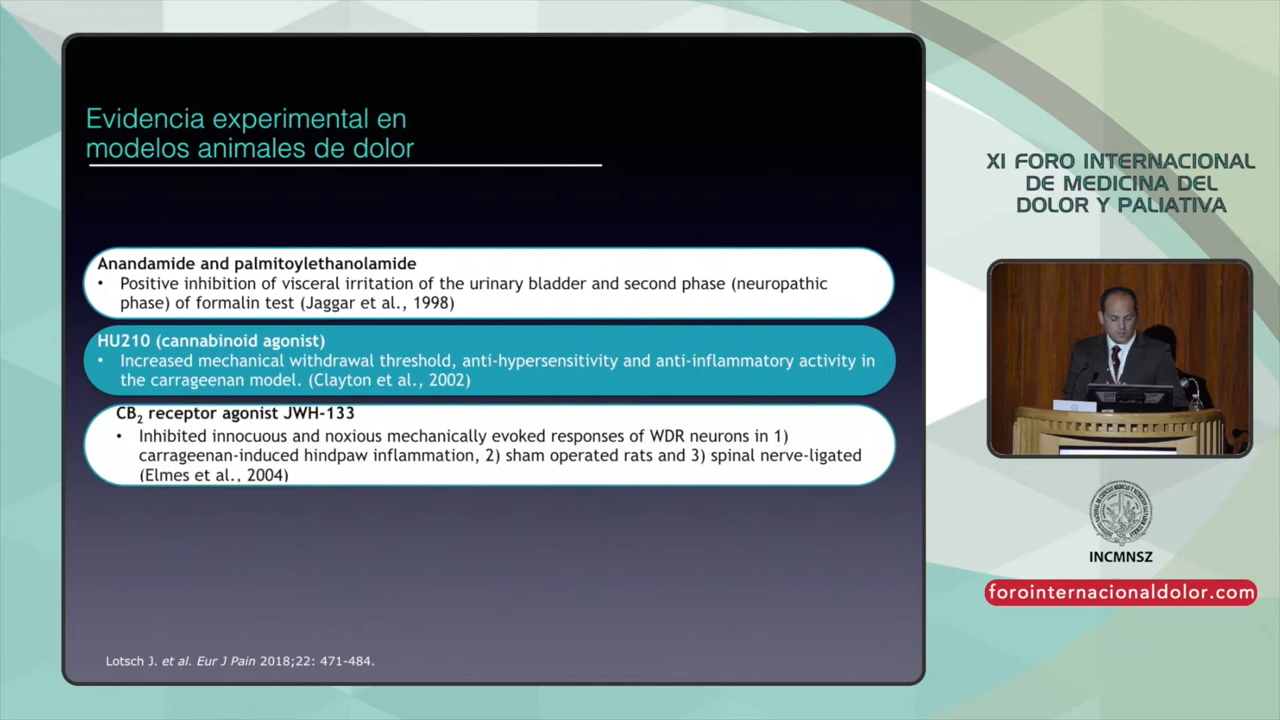 Evidencia experimental en
modelos animales de dolor
Anandamide and palmitoylethanolamide
• Positive inhibition of visceral irritation of the urinary bladder and second phase (neuropathic
phase) of formalin test (Jaggar et al., 1998)
HU210 (cannabinoid agonist)
• Increased mechanical withdrawal threshold, anti-hypersensitivity and anti-inflammatory activity in
the carrageenan model. (Clayton et al., 2002)
CB₂ receptor agonist JWH-133
• Inhibited innocuous and noxious mechanically evoked responses of WDR neurons in 1)
carrageenan-induced hindpaw inflammation, 2) sham operated rats and 3) spinal nerve-ligated
(Elmes et al., 2004)
Lotsch J. et al. Eur J Pain 2018;22: 471-484.
XI FORO INTERNACIONAL
DE MEDICINA DEL
DOLOR Y PALIATIVA
INCMNSZ
forointernacionaldolor.com